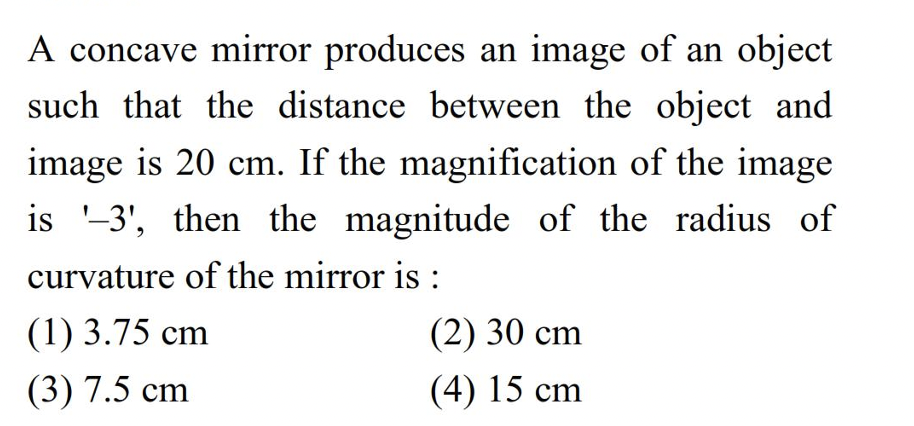 A concave mirror produces an image of an object
such that the distance between the object and
image is 20 cm. If the magnification of the image
is '–3', then the magnitude of the radius of
curvature of the mirror is :
(1) 3.75 cm (2) 30 cm
(3) 7.5 cm (4) 15 cm